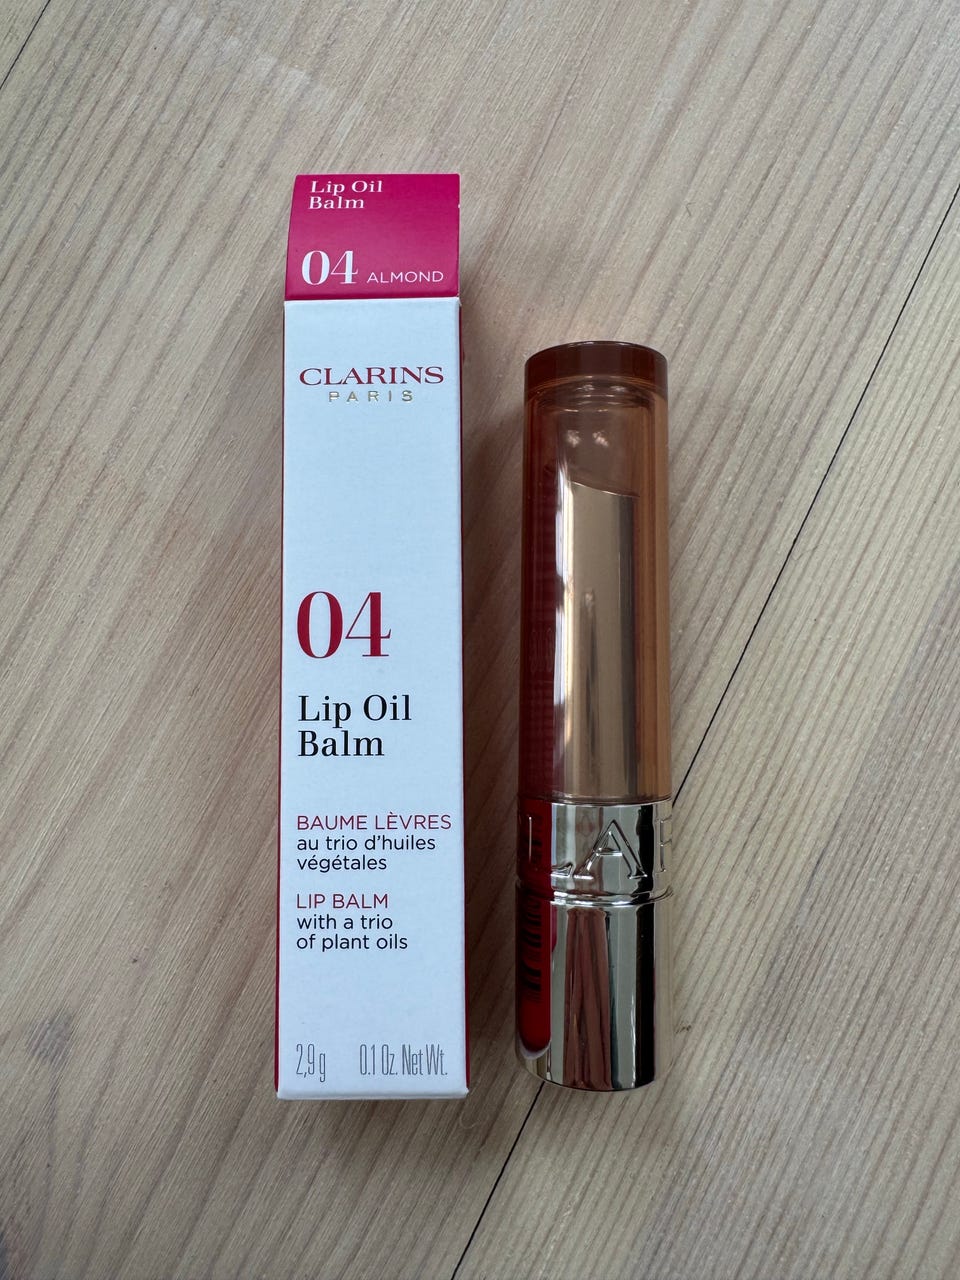 Lip Oil
Balm
04 ALMOND
CLARINS
PARIS
04
Lip Oil
Balm
BAUME LÈVRES
au trio d'huiles
végétales
LIP BALM
with a trio
of plant oils
2,9 g 0.1 Oz. Net Wt.
LAR